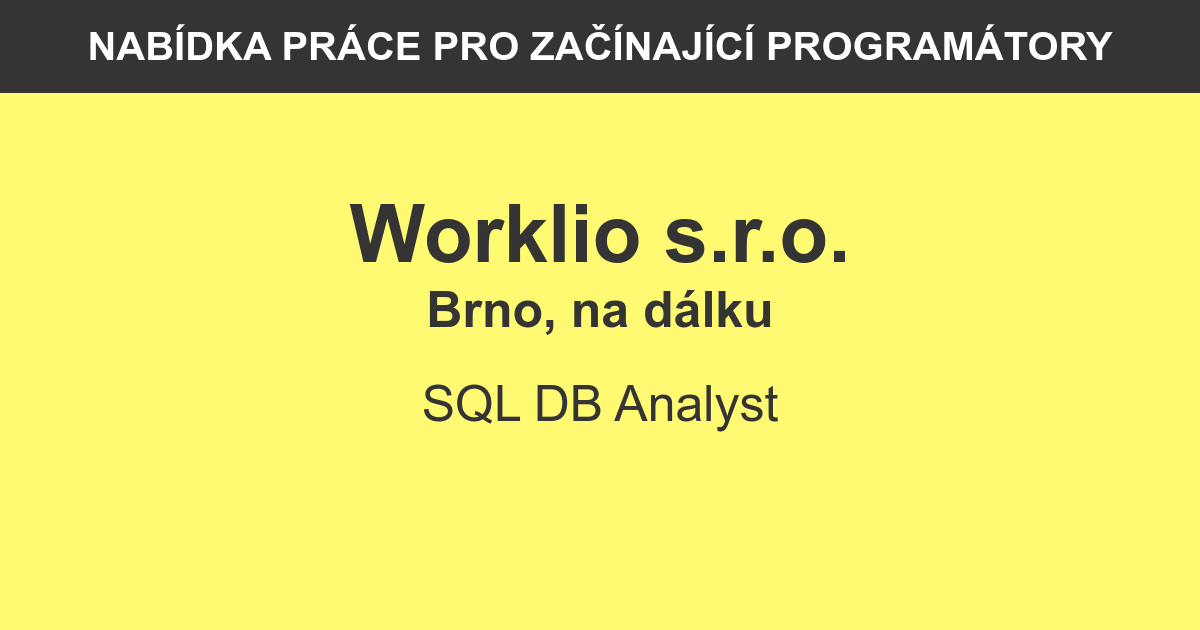 NABÍDKA PRÁCE PRO ZAČÍNAJÍCÍ PROGRAMÁTORY
Worklio s.r.o.
Brno, na dálku
SQL DB Analyst